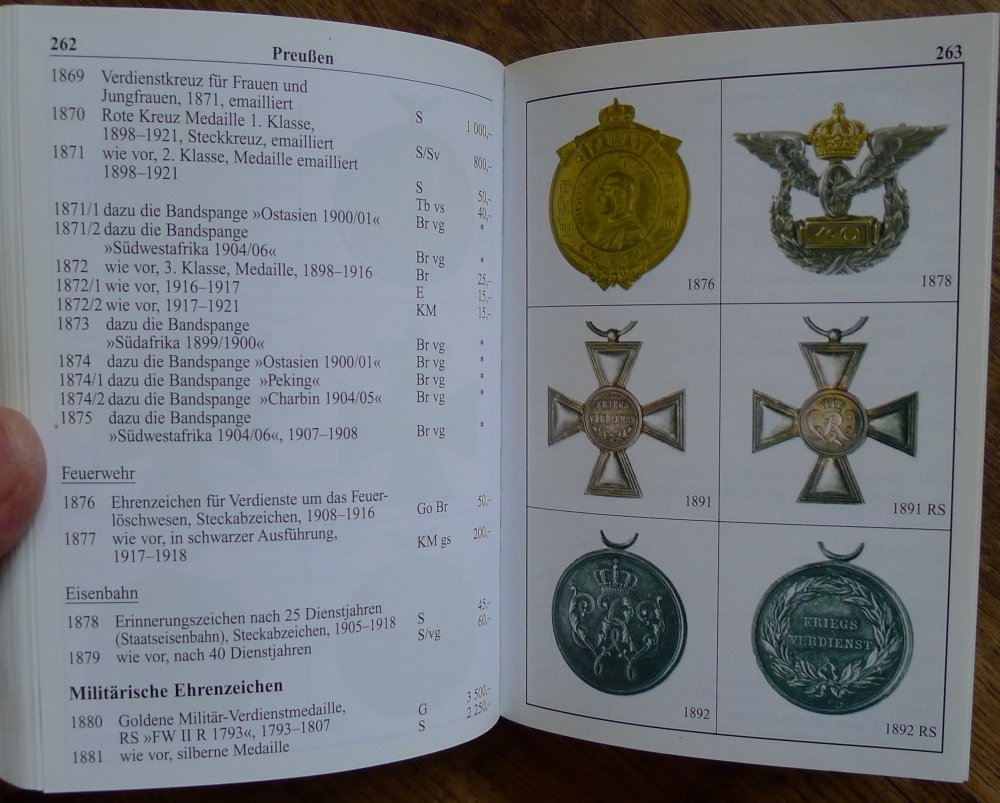 262
Preußen
1869 Verdienstkreuz für Frauen und
Jungfrauen, 1871, emailliert S 1 000,–
1870 Rote Kreuz Medaille 1. Klasse,
1898–1921, Steckkreuz, emailliert S/Sv 800,–
1871 wie vor, 2. Klasse, Medaille emailliert
1898–1921 S 50,–
Tb vs 40,–
1871/1 dazu die Bandspange »Ostasien 1900/01« Br vg *
1871/2 dazu die Bandspange
»Südwestafrika 1904/06« Br vg *
1872 wie vor, 3. Klasse, Medaille, 1898–1916 Br 25,–
1872/1 wie vor, 1916–1917 E 15,–
1872/2 wie vor, 1917–1921 KM 15,–
1873 dazu die Bandspange
»Südafrika 1899/1900« Br vg *
1874 dazu die Bandspange »Ostasien 1900/01« Br vg *
1874/1 dazu die Bandspange »Peking« Br vg *
1874/2 dazu die Bandspange »Charbin 1904/05« Br vg *
1875 dazu die Bandspange
»Südwestafrika 1904/06«, 1907–1908 Br vg *
Feuerwehr
1876 Ehrenzeichen für Verdienste um das Feuer-
löschwesen, Steckabzeichen, 1908–1916 Go Br 50,–
1877 wie vor, in schwarzer Ausführung,
1917–1918 KM gs 200,–
Eisenbahn
1878 Erinnerungszeichen nach 25 Dienstjahren
(Staatseisenbahn), Steckabzeichen, 1905–1918 S 45,–
1879 wie vor, nach 40 Dienstjahren S/vg 60,–
Militärische Ehrenzeichen
1880 Goldene Militär-Verdienstmedaille,
RS »FW II R 1793«, 1793–1807 G 3 500,–
1881 wie vor, silberne Medaille S 2 250,–
263
1876
40
1878
KRIEGS
VERDIENST
1891
1891 RS
1892
KRIEGS
VERDIENST
1892 RS